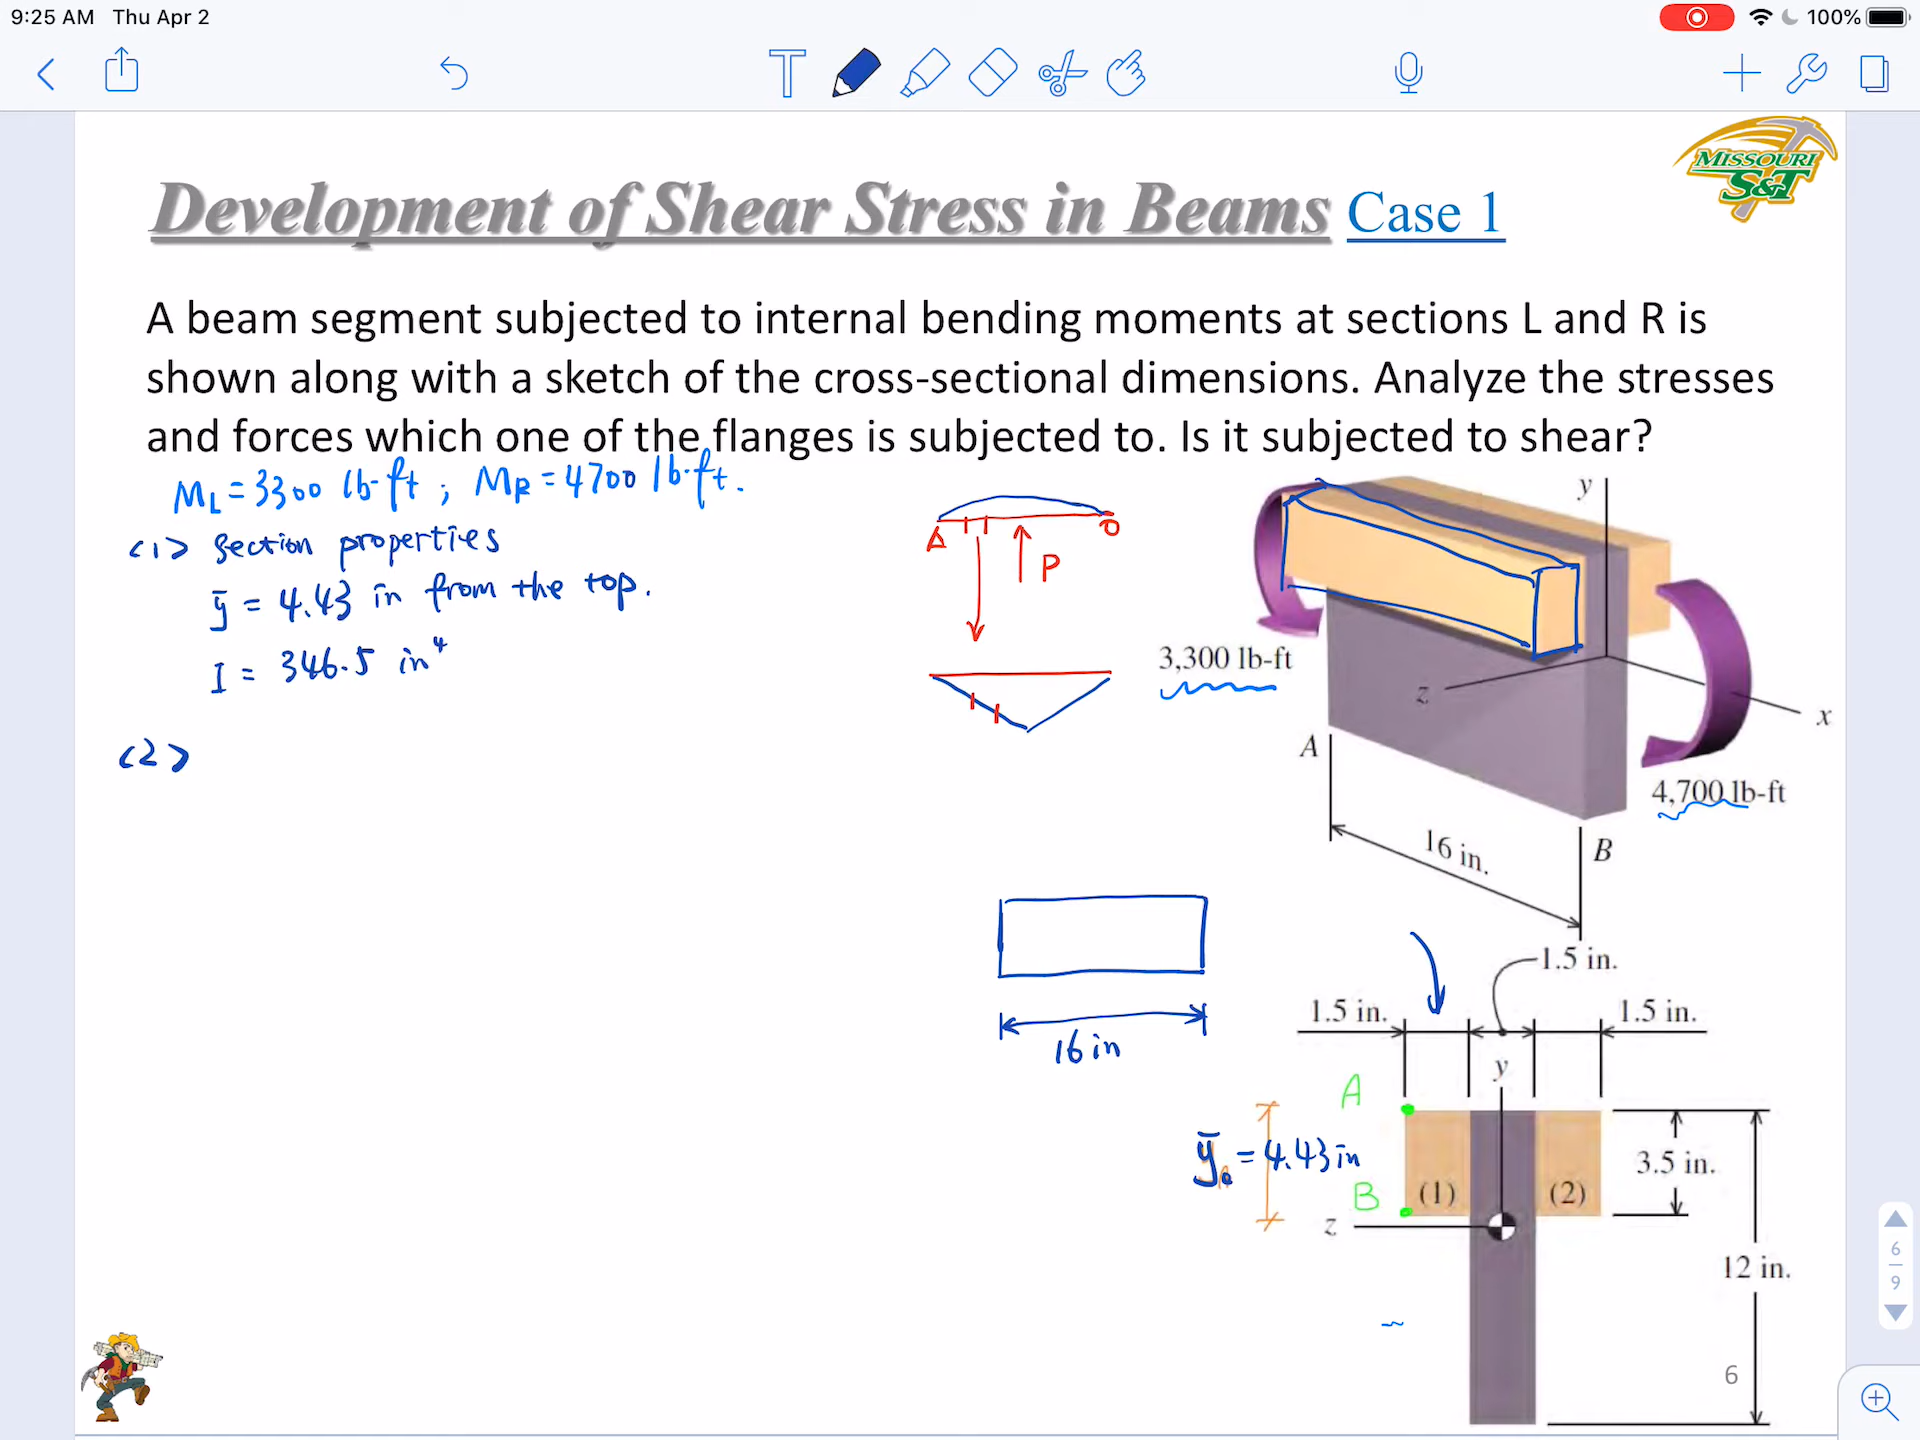 9:25 AM Thu Apr 2
100%
T
MISSOURI
S&T
Development of Shear Stress in Beams Case 1
A beam segment subjected to internal bending moments at sections L and R is
shown along with a sketch of the cross-sectional dimensions. Analyze the stresses
and forces which one of the flanges is subjected to. Is it subjected to shear?
ML = 3300 lb-ft ; MR = 4700 lb-ft.
(1) Section properties
ȳ = 4.43 in from the top.
I = 346.5 in⁴
(2)
A
P
y
z
x
3,300 lb-ft
4,700 lb-ft
A
B
16 in.
16 in
1.5 in.
1.5 in.
1.5 in.
y
A
ȳ = 4.43 in
B
(1)
(2)
z
3.5 in.
12 in.
6
6
9